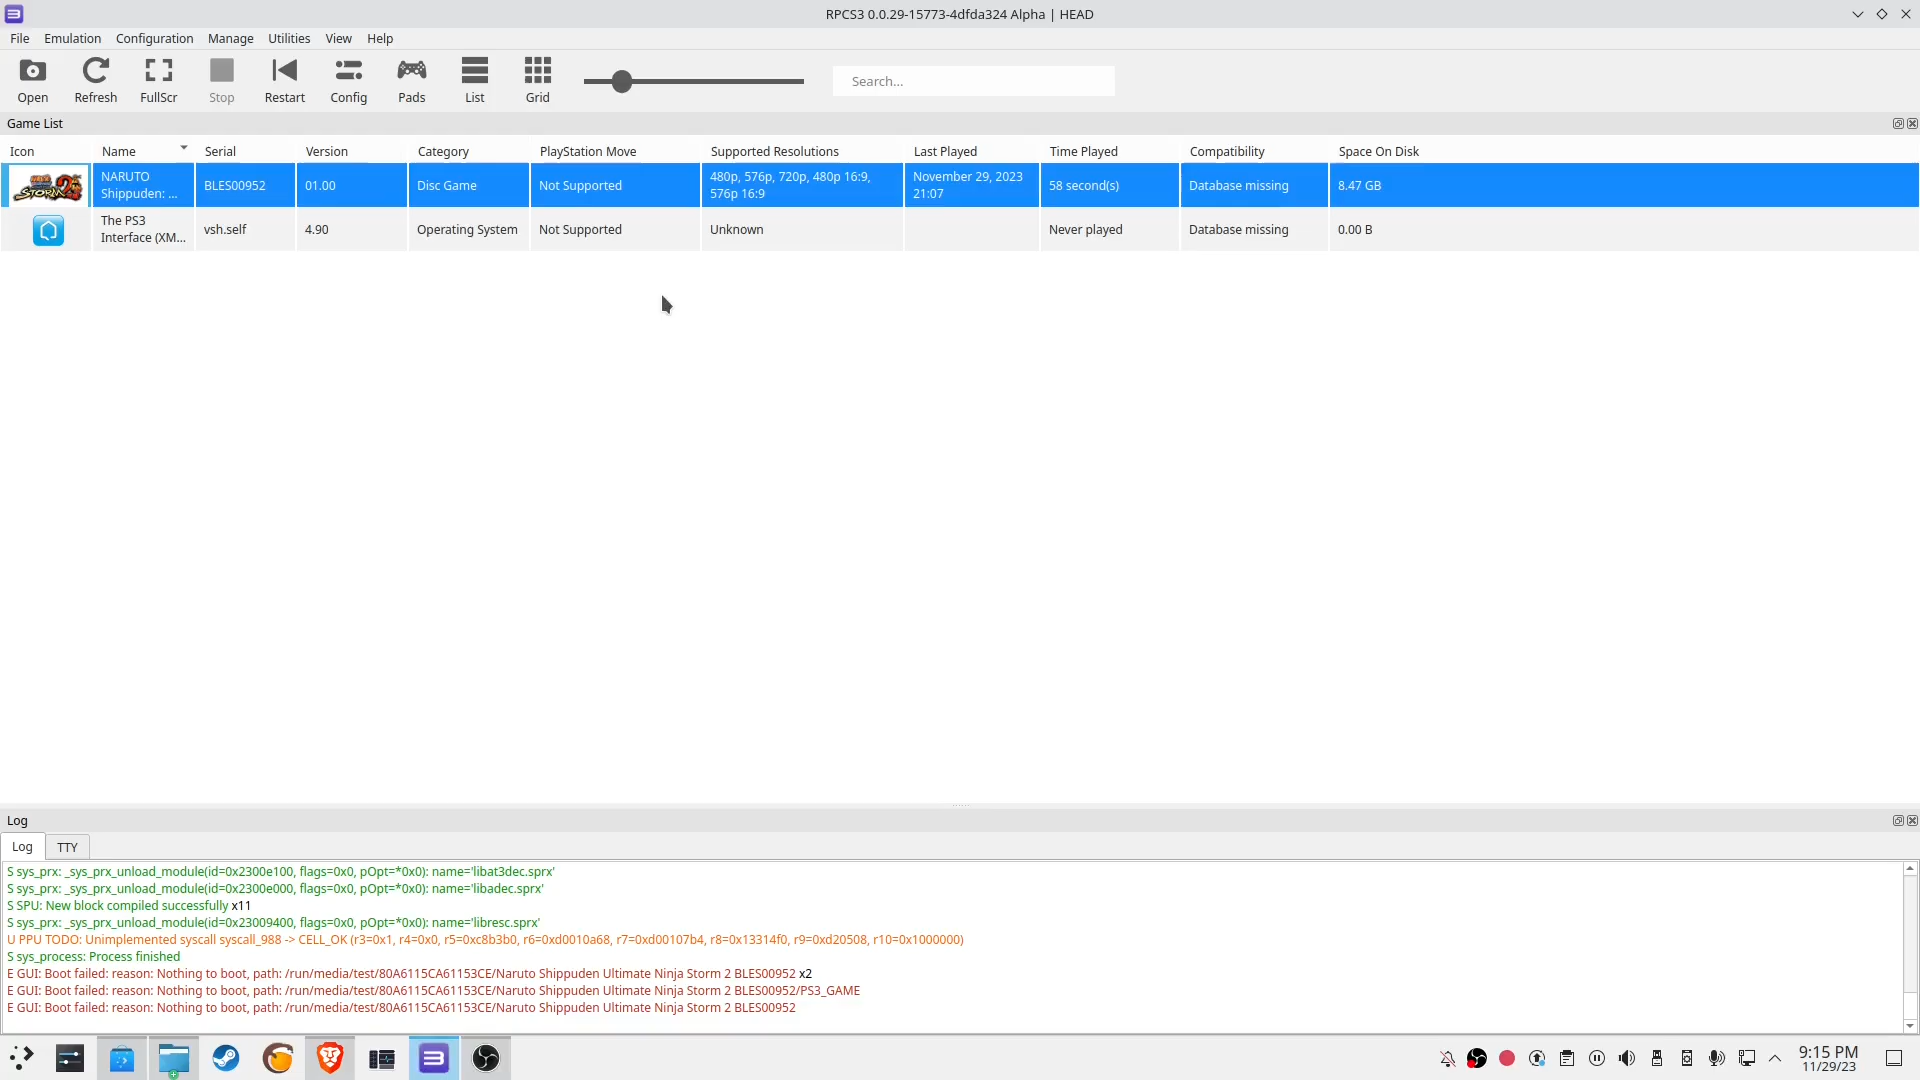 RPCS3 0.0.29-15773-4dfda324 Alpha | HEAD
File Emulation Configuration Manage Utilities View Help
Open Refresh FullScr Stop Restart Config Pads List Grid Search...
Game List
Icon Name Serial Version Category PlayStation Move Supported Resolutions Last Played Time Played Compatibility Space On Disk
NARUTO Shippuden: ... BLES00952 01.00 Disc Game Not Supported 480p, 576p, 720p, 480p 16:9, 576p 16:9 November 29, 2023 21:07 58 second(s) Database missing 8.47 GB
The PS3 Interface (XM... vsh.self 4.90 Operating System Not Supported Unknown Never played Database missing 0.00 B
Log
Log TTY
S sys_prx: _sys_prx_unload_module(id=0x2300e100, flags=0x0, pOpt=*0x0): name='libat3dec.sprx'
S sys_prx: _sys_prx_unload_module(id=0x2300e000, flags=0x0, pOpt=*0x0): name='libadec.sprx'
S SPU: New block compiled successfully x11
S sys_prx: _sys_prx_unload_module(id=0x23009400, flags=0x0, pOpt=*0x0): name='libresc.sprx'
U PPU TODO: Unimplemented syscall syscall_988 -> CELL_OK (r3=0x1, r4=0x0, r5=0xc8b3b0, r6=0xd0010a68, r7=0xd00107b4, r8=0x13314f0, r9=0xd20508, r10=0x1000000)
S sys_process: Process finished
E GUI: Boot failed: reason: Nothing to boot, path: /run/media/test/80A6115CA61153CE/Naruto Shippuden Ultimate Ninja Storm 2 BLES00952 x2
E GUI: Boot failed: reason: Nothing to boot, path: /run/media/test/80A6115CA61153CE/Naruto Shippuden Ultimate Ninja Storm 2 BLES00952/PS3_GAME
E GUI: Boot failed: reason: Nothing to boot, path: /run/media/test/80A6115CA61153CE/Naruto Shippuden Ultimate Ninja Storm 2 BLES00952
9:15 PM
11/29/23